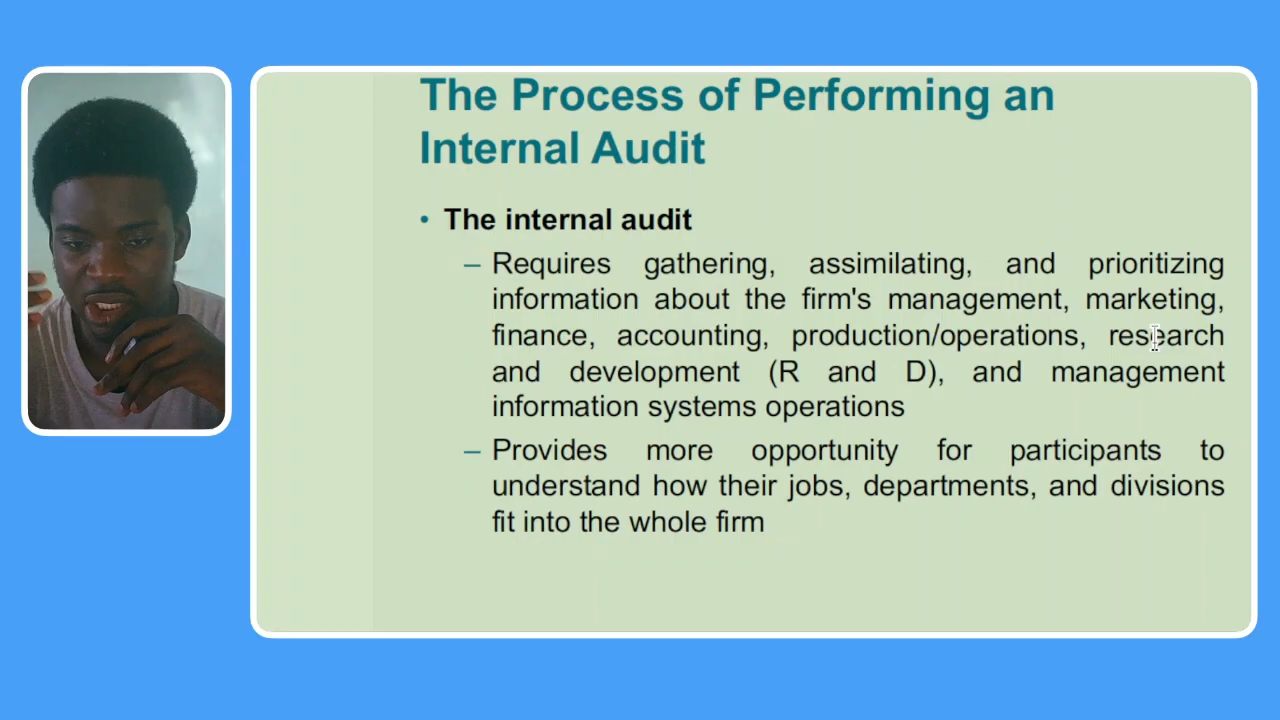 The Process of Performing an
Internal Audit
• The internal audit
– Requires gathering, assimilating, and prioritizing
information about the firm's management, marketing,
finance, accounting, production/operations, research
and development (R and D), and management
information systems operations
– Provides more opportunity for participants to
understand how their jobs, departments, and divisions
fit into the whole firm